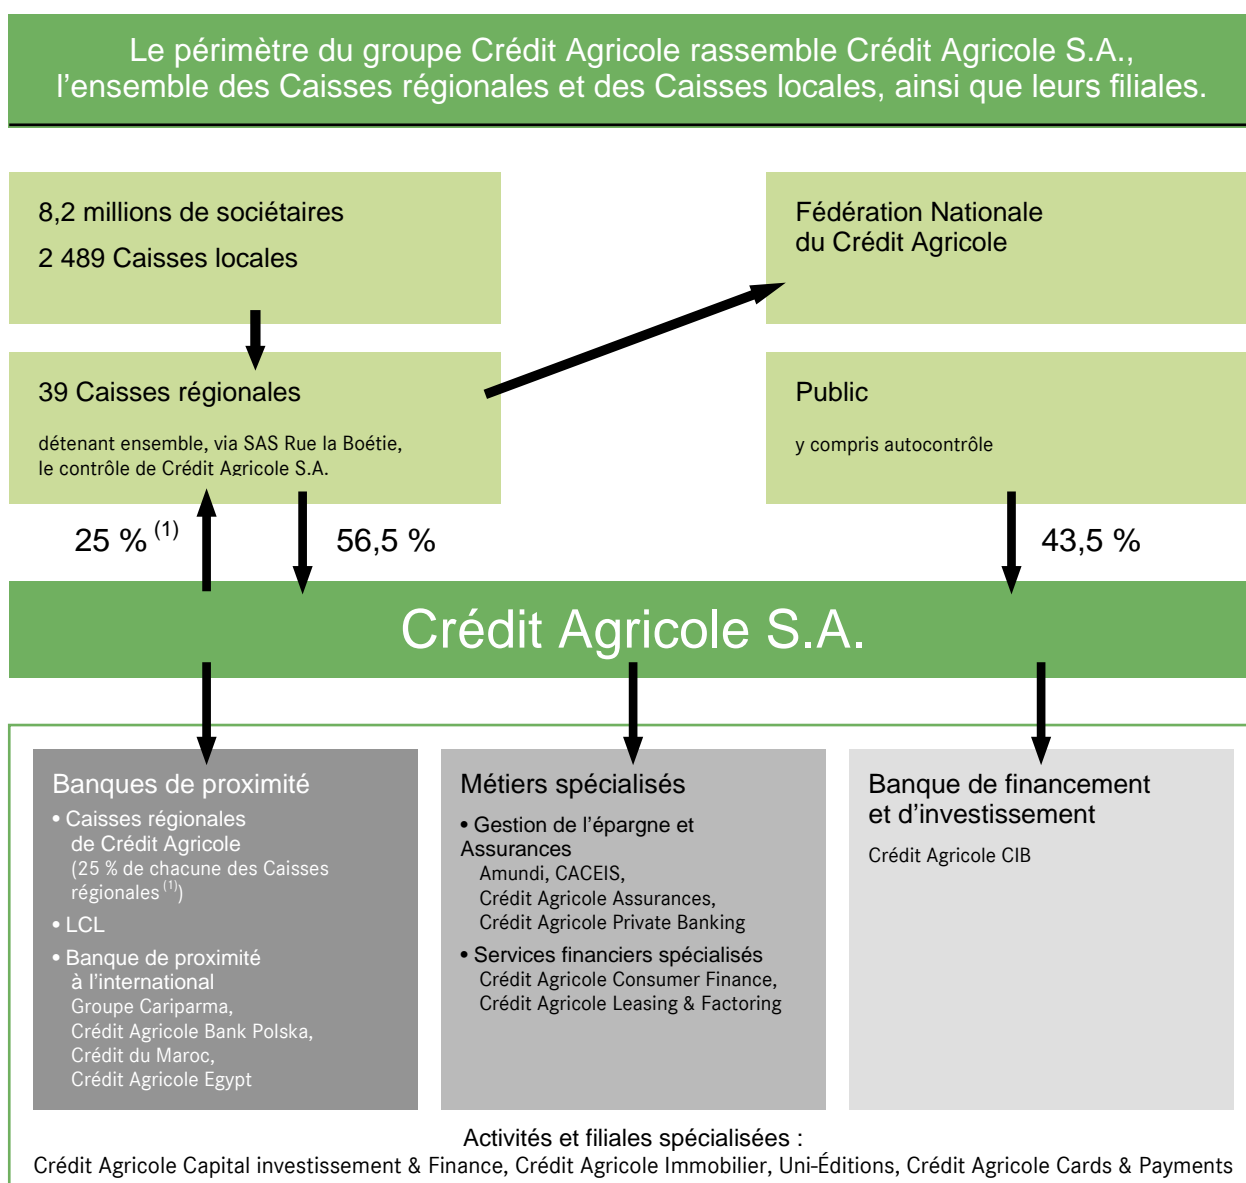 Le périmètre du groupe Crédit Agricole rassemble Crédit Agricole S.A.,
l'ensemble des Caisses régionales et des Caisses locales, ainsi que leurs filiales.
8,2 millions de sociétaires
2 489 Caisses locales
Fédération Nationale
du Crédit Agricole
39 Caisses régionales
détenant ensemble, via SAS Rue la Boétie,
le contrôle de Crédit Agricole S.A.
Public
y compris autocontrôle
25 % (1)
56,5 %
43,5 %
Crédit Agricole S.A.
Banques de proximité
• Caisses régionales
de Crédit Agricole
(25 % de chacune des Caisses
régionales (1))
• LCL
• Banque de proximité
à l'international
Groupe Cariparma,
Crédit Agricole Bank Polska,
Crédit du Maroc,
Crédit Agricole Egypt
Métiers spécialisés
• Gestion de l'épargne et
Assurances
Amundi, CACEIS,
Crédit Agricole Assurances,
Crédit Agricole Private Banking
• Services financiers spécialisés
Crédit Agricole Consumer Finance,
Crédit Agricole Leasing & Factoring
Banque de financement
et d'investissement
Crédit Agricole CIB
Activités et filiales spécialisées :
Crédit Agricole Capital investissement & Finance, Crédit Agricole Immobilier, Uni-Éditions, Crédit Agricole Cards & Payments